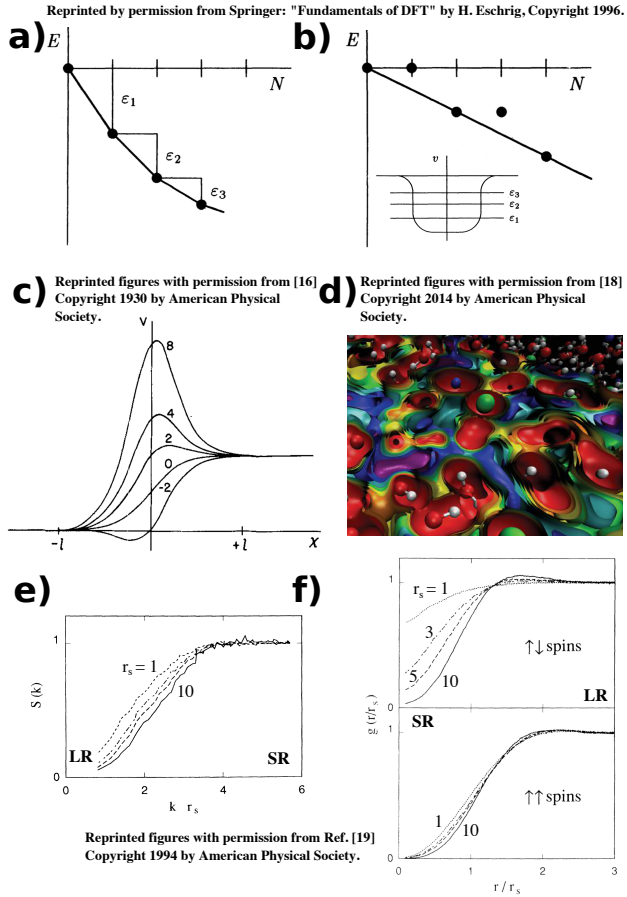 Reprinted by permission from Springer: "Fundamentals of DFT" by H. Eschrig, Copyright 1996.
a)
E
N
ε₁
ε₂
ε₃
b)
E
N
v
ε₃
ε₂
ε₁
c)
Reprinted figures with permission from [16]
Copyright 1930 by American Physical
Society.
V
8
4
2
0
-2
-l
+l
X
d)
Reprinted figures with permission from [18]
Copyright 2014 by American Physical
Society.
e)
S (k)
1
0
rₛ = 1
10
LR
SR
0
2
4
6
k rₛ
Reprinted figures with permission from Ref. [19]
Copyright 1994 by American Physical Society.
f)
g (r/rₛ)
1
rₛ = 1
3
5
10
↑↓ spins
LR
0
SR
1
1
10
↑↑ spins
0
0
1
2
3
r/rₛ